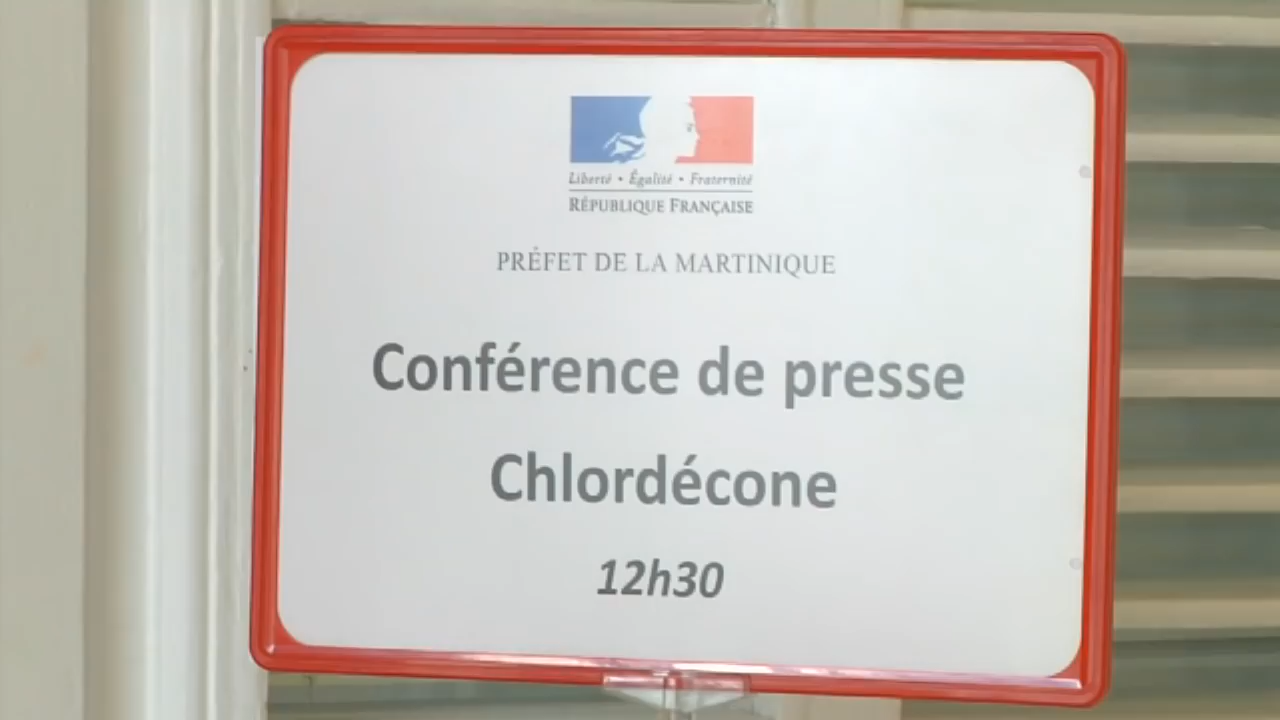 Liberté • Égalité • Fraternité
RÉPUBLIQUE FRANÇAISE
PRÉFET DE LA MARTINIQUE
Conférence de presse
Chlordécone
12h30